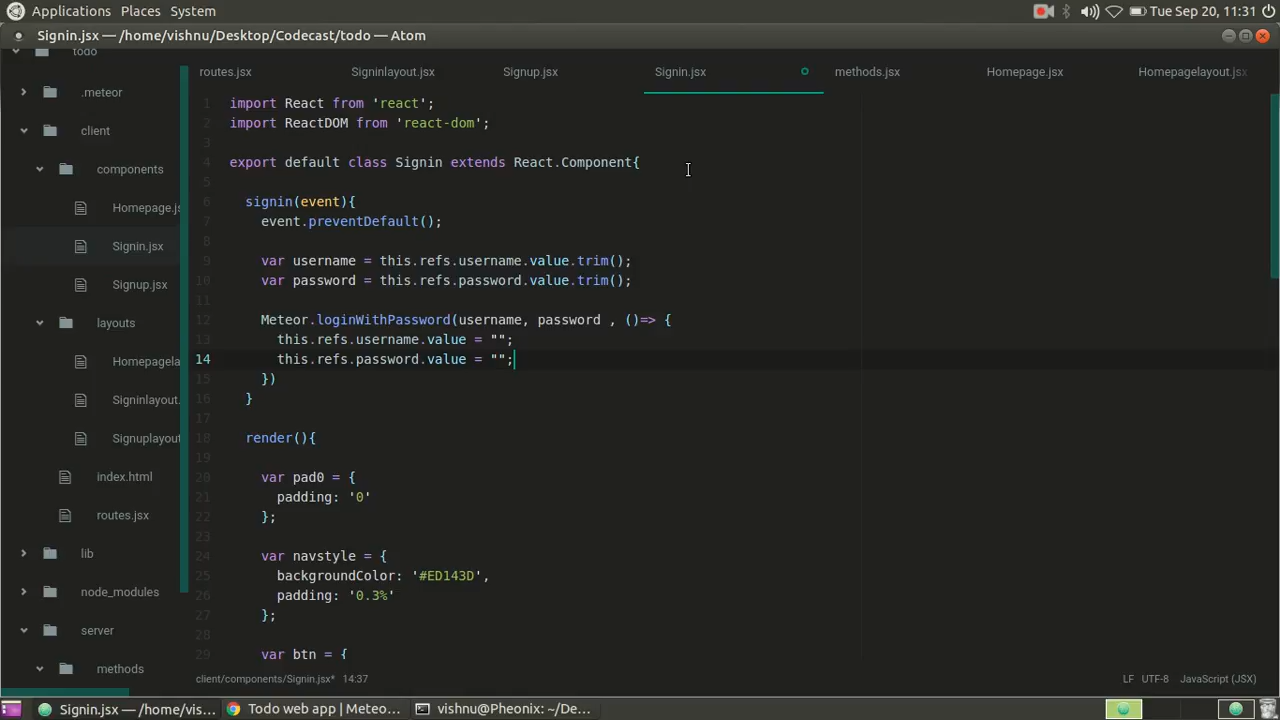 Applications Places System
Tue Sep 20, 11:31
Signin.jsx — /home/vishnu/Desktop/Codecast/todo — Atom
todo
.meteor
client
components
Homepage.js
Signin.jsx
Signup.jsx
layouts
Homepagela
Signinlayout.
Signuplayout
index.html
routes.jsx
lib
node_modules
server
methods
routes.jsx Signinlayout.jsx Signup.jsx Signin.jsx methods.jsx Homepage.jsx Homepagelayout.jsx
1 import React from 'react';
2 import ReactDOM from 'react-dom';
3
4 export default class Signin extends React.Component{
5
6 signin(event){
7 event.preventDefault();
8
9 var username = this.refs.username.value.trim();
10 var password = this.refs.password.value.trim();
11
12 Meteor.loginWithPassword(username, password , ()=> {
13 this.refs.username.value = "";
14 this.refs.password.value = "";
15 })
16 }
17
18 render(){
19
20 var pad0 = {
21 padding: '0'
22 };
23
24 var navstyle = {
25 backgroundColor: '#ED143D',
26 padding: '0.3%'
27 };
28
29 var btn = {
client/components/Signin.jsx* 14:37
LF UTF-8 JavaScript (JSX)
Signin.jsx — /home/vis... Todo web app | Meteo... vishnu@Pheonix: ~/De...